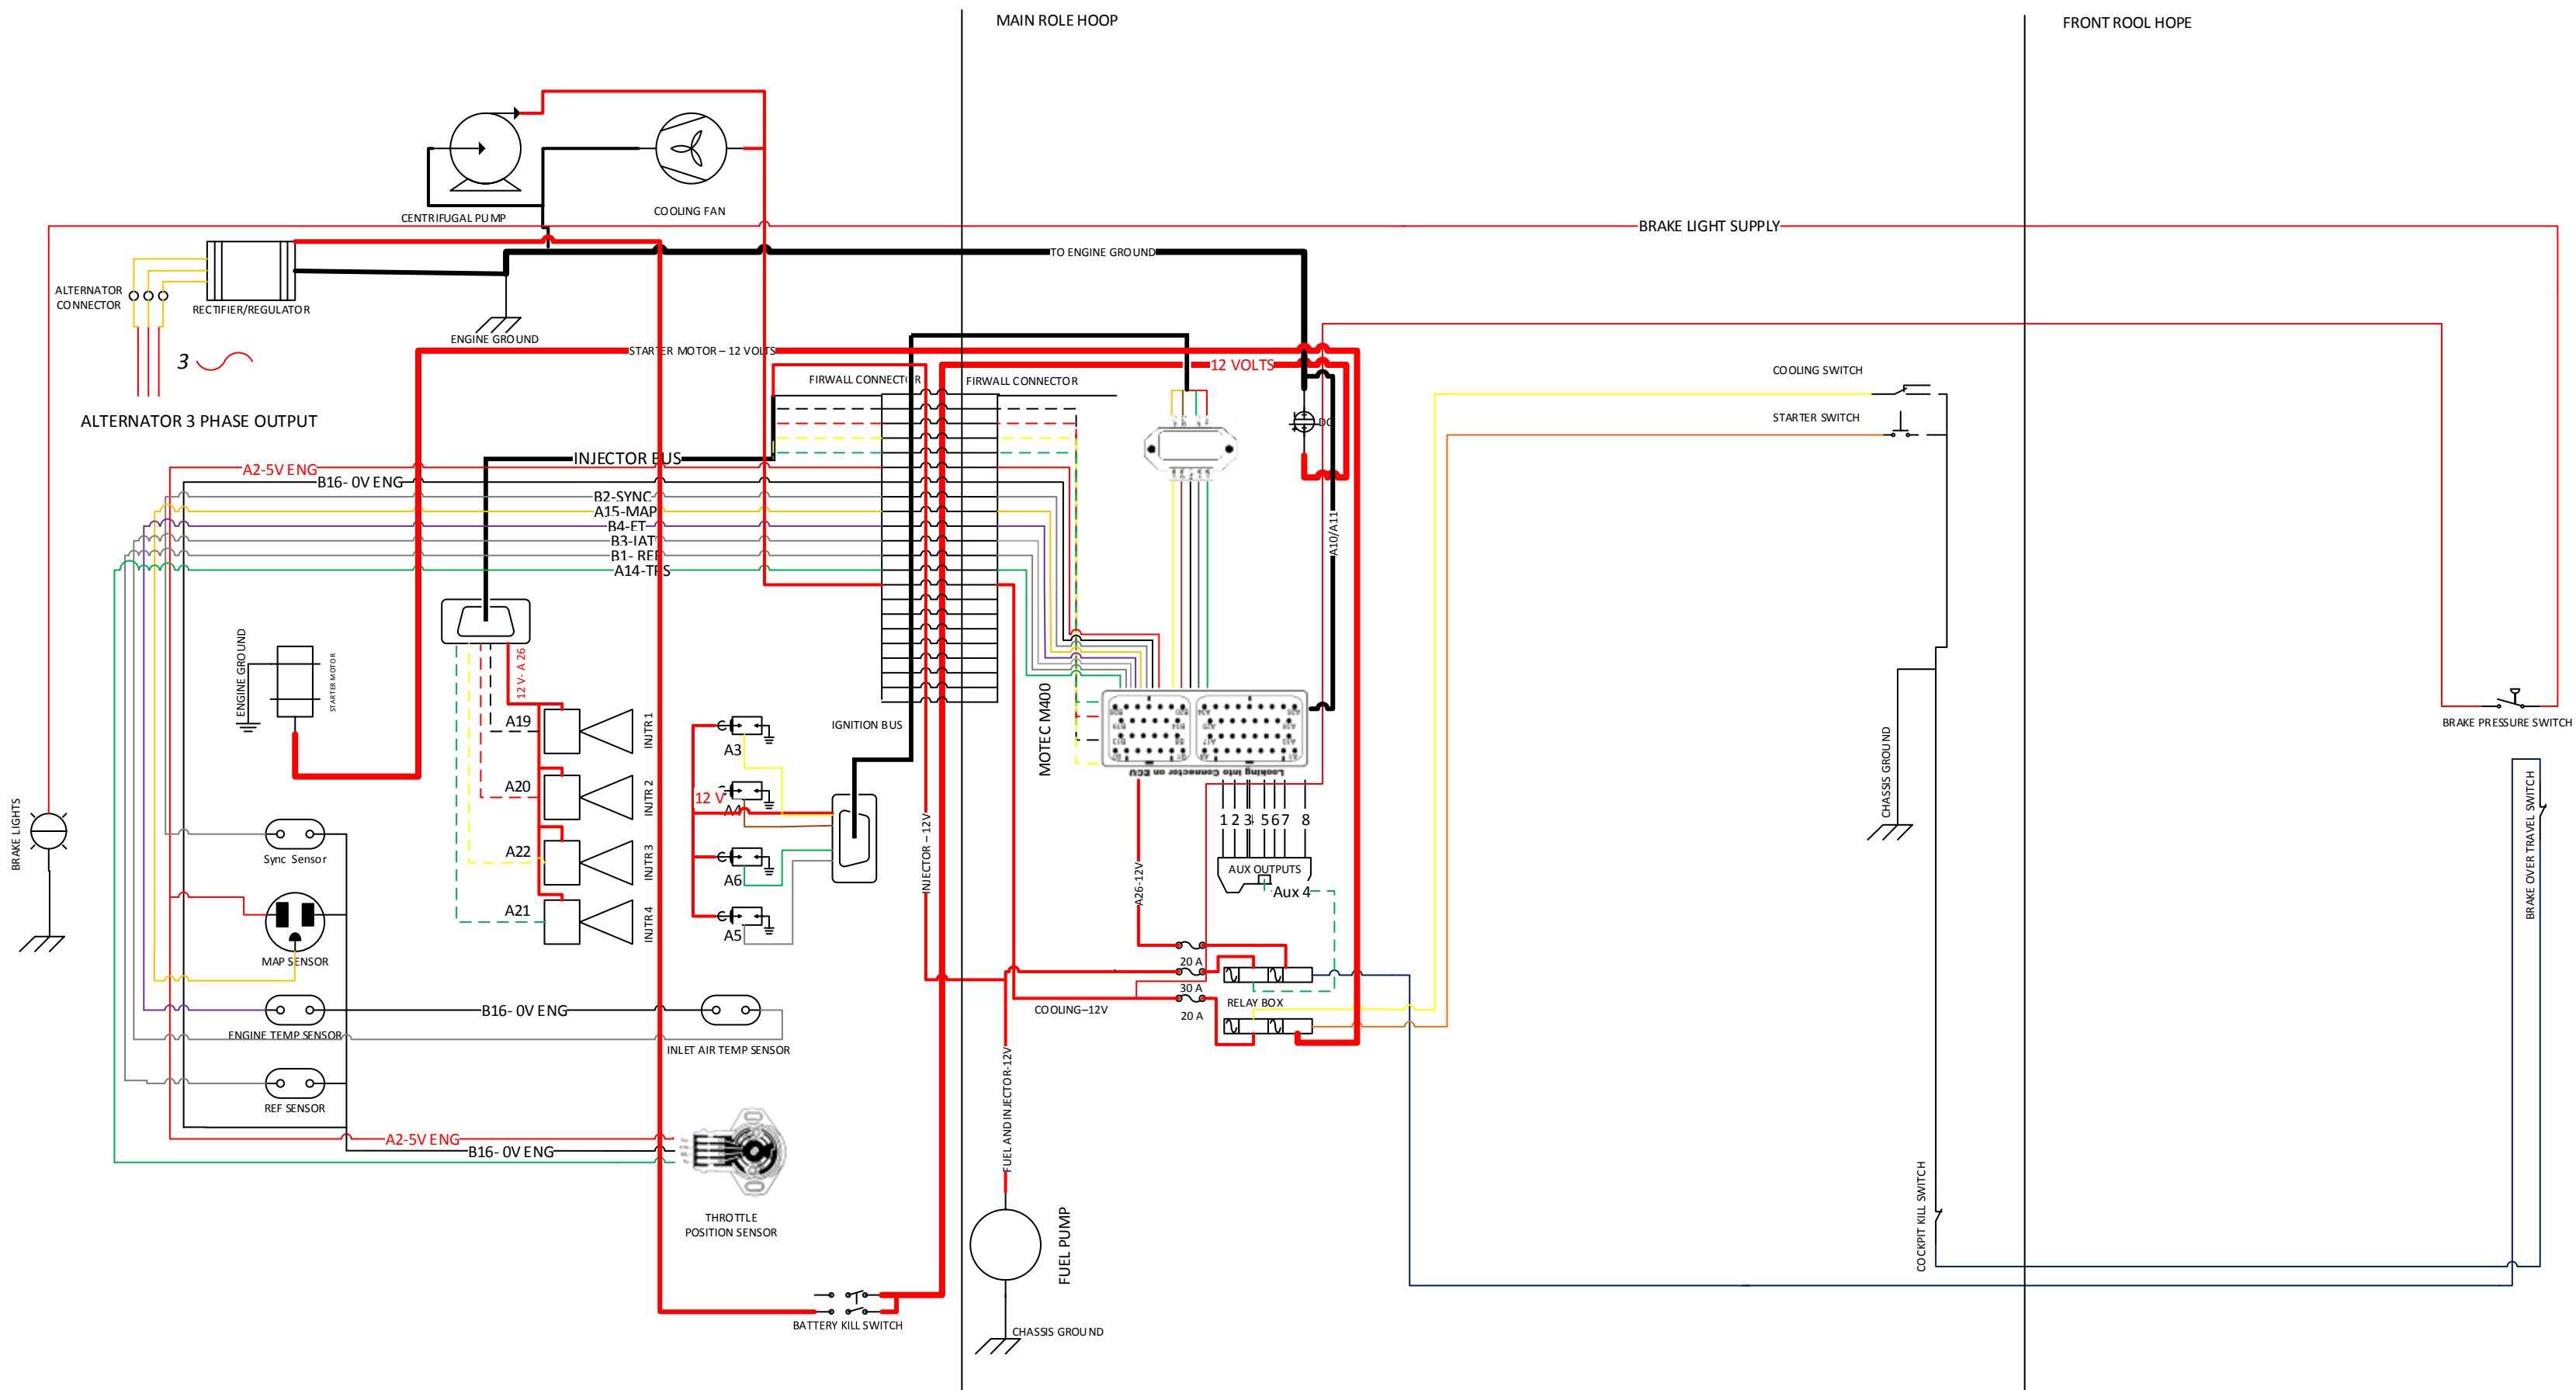 MAIN ROLE HOOP
FRONT ROOL HOPE
CENTRIFUGAL PUMP
COOLING FAN
BRAKE LIGHT SUPPLY
TO ENGINE GROUND
ALTERNATOR
CONNECTOR
RECTIFIER/REGULATOR
ENGINE GROUND
3
STARTER MOTOR – 12 VOLTS
12 VOLTS
ALTERNATOR 3 PHASE OUTPUT
FIRWALL CONNECTOR
FIRWALL CONNECTOR
COOLING SWITCH
STARTER SWITCH
DC
INJECTOR BUS
A2-5V ENG
B16- 0V ENG
B2-SYNC
A15-MAP
B4-ET
B3-IAT
B1- REF
A14-TPS
A10/A11
ENGINE GROUND
STARTER MOTOR
12 V- A 26
A19
INJTR 1
A20
INJTR 2
A22
INJTR 3
A21
INJTR 4
A3
12 V
A4
A6
A5
IGNITION BUS
INJECTOR – 12V
MOTEC M400
Looking into Connector on ECU
1 2 3 5 6 7 8
AUX OUTPUTS
Aux 4
A26-12V
20 A
30 A
20 A
RELAY BOX
COOLING–12V
FUEL AND INJECTOR-12V
FUEL PUMP
CHASSIS GROUND
CHASSIS GROUND
BRAKE PRESSURE SWITCH
BRAKE OVER TRAVEL SWITCH
COCKPIT KILL SWITCH
BRAKE LIGHTS
Sync Sensor
MAP SENSOR
ENGINE TEMP SENSOR
B16- 0V ENG
INLET AIR TEMP SENSOR
REF SENSOR
A2-5V ENG
B16- 0V ENG
THROTTLE
POSITION SENSOR
BATTERY KILL SWITCH